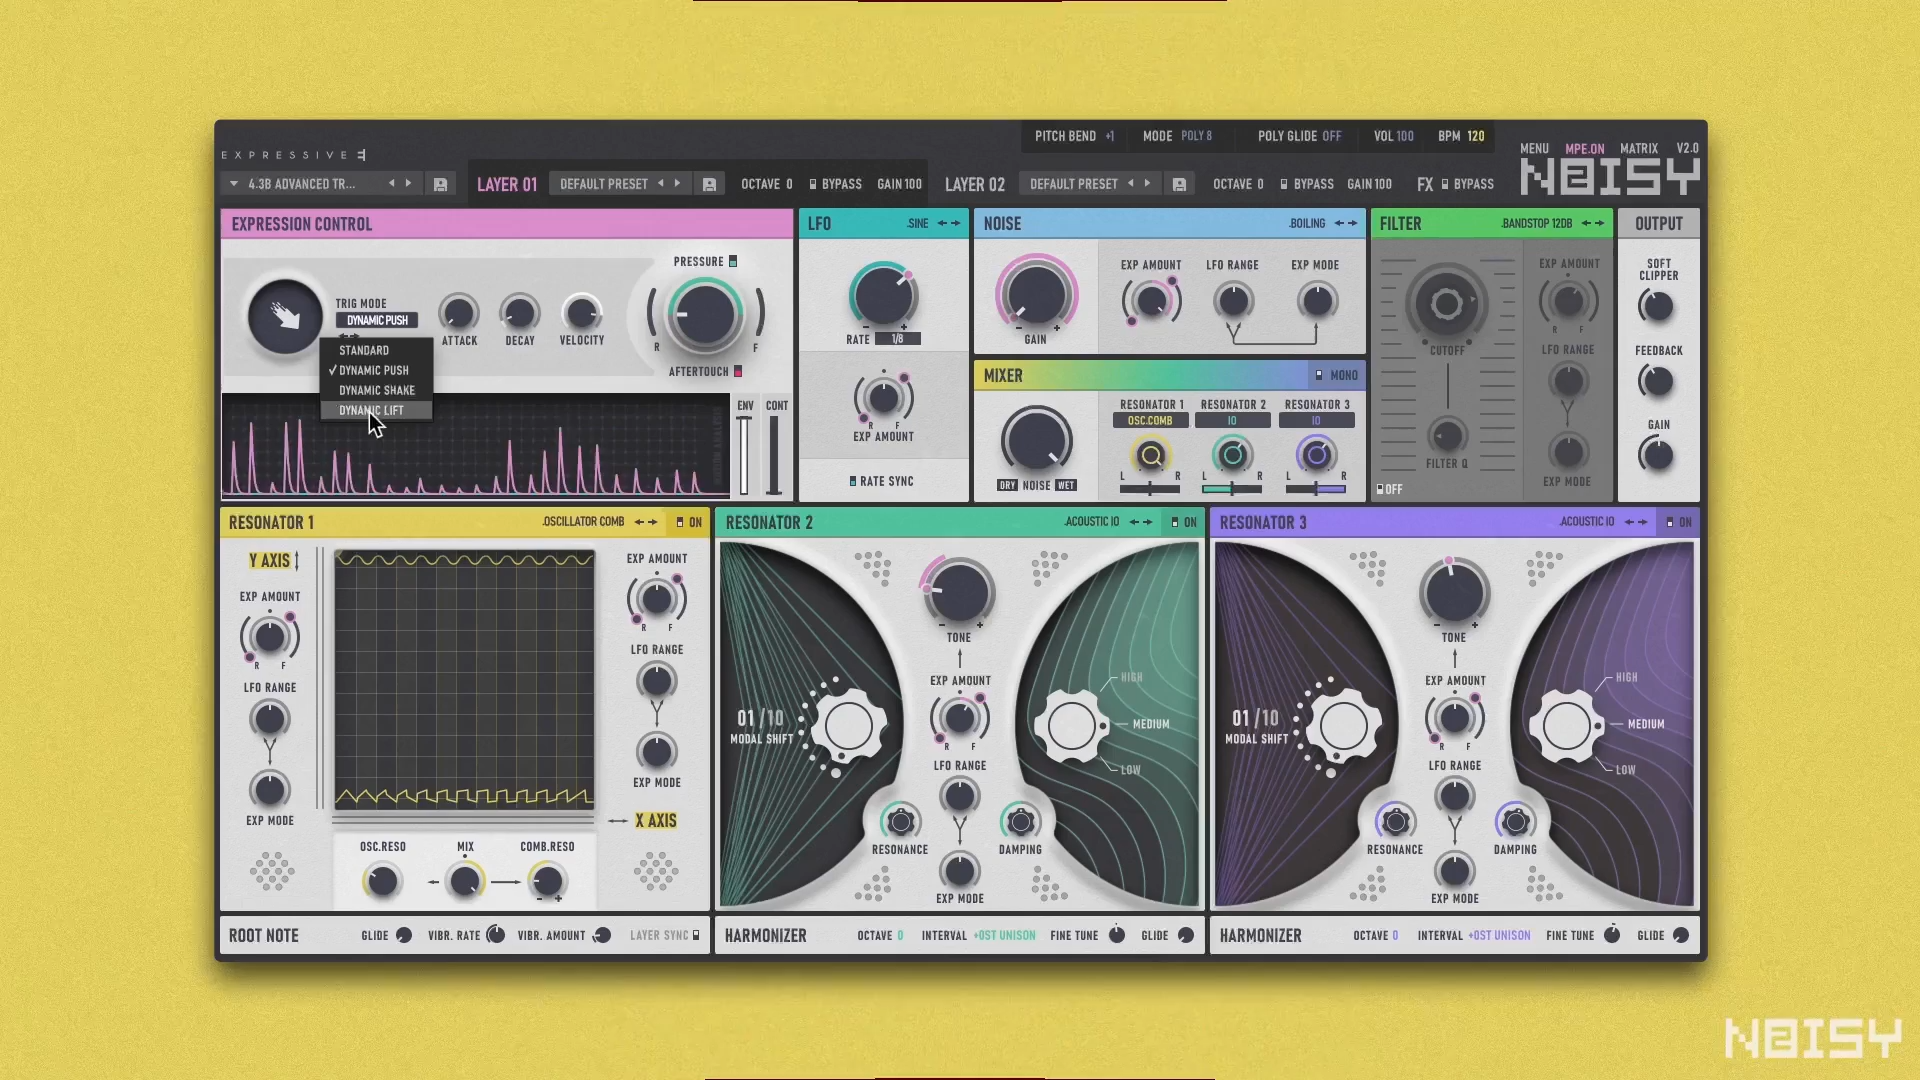 PITCH BEND +1 MODE POLY 8 POLY GLIDE OFF VOL 100 BPM 120
MENU MPE.ON MATRIX V2.0
EXPRESSIVE E
4.3B ADVANCED TR... LAYER 01 DEFAULT PRESET OCTAVE 0 BYPASS GAIN 100 LAYER 02 DEFAULT PRESET OCTAVE 0 BYPASS GAIN 100 FX BYPASS NOISY
EXPRESSION CONTROL
PRESSURE
TRIG MODE
DYNAMIC PUSH
ATTACK DECAY VELOCITY
R F
AFTERTOUCH
STANDARD
✓ DYNAMIC PUSH
DYNAMIC SHAKE
DYNAMIC LIFT
ENV CONT
LFO .SINE
- +
RATE 1/8
R F
EXP AMOUNT
RATE SYNC
NOISE .BOILING
EXP AMOUNT LFO RANGE EXP MODE
- +
GAIN
MIXER MONO
RESONATOR 1 RESONATOR 2 RESONATOR 3
OSC.COMB IO IO
L R L R L R
DRY NOISE WET
FILTER .BANDSTOP 12DB
EXP AMOUNT
R F
CUTOFF
LFO RANGE
FILTER Q
EXP MODE
OFF
OUTPUT
SOFT
CLIPPER
FEEDBACK
GAIN
RESONATOR 1 .OSCILLATOR COMB ON
Y AXIS
EXP AMOUNT
R F
LFO RANGE
EXP MODE
EXP AMOUNT
R F
LFO RANGE
EXP MODE
X AXIS
OSC.RESO MIX COMB.RESO
- +
RESONATOR 2 .ACOUSTIC IO ON
- +
TONE
EXP AMOUNT
R F
LFO RANGE
EXP MODE
01 /10
MODAL SHIFT
HIGH
MEDIUM
LOW
RESONANCE DAMPING
RESONATOR 3 .ACOUSTIC IO ON
- +
TONE
EXP AMOUNT
R F
LFO RANGE
EXP MODE
01 /10
MODAL SHIFT
HIGH
MEDIUM
LOW
RESONANCE DAMPING
ROOT NOTE GLIDE VIBR. RATE VIBR. AMOUNT LAYER SYNC
HARMONIZER OCTAVE 0 INTERVAL +0ST UNISON FINE TUNE GLIDE
HARMONIZER OCTAVE 0 INTERVAL +0ST UNISON FINE TUNE GLIDE
NOISY